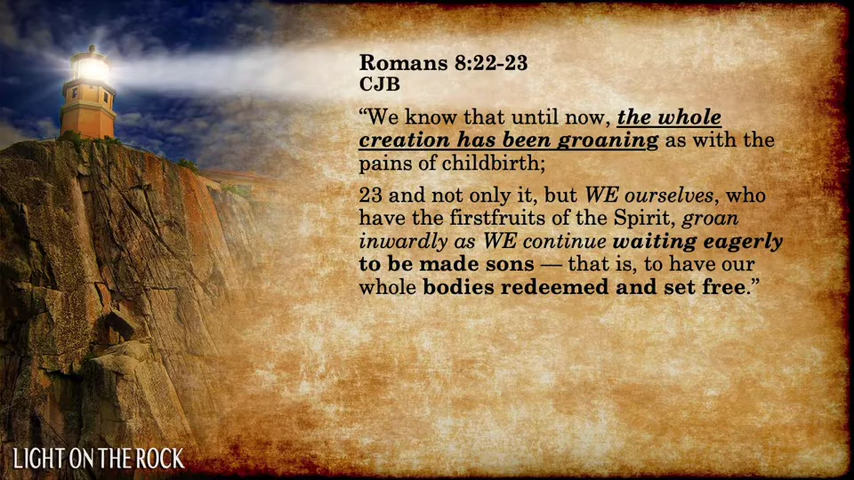 Romans 8:22-23
CJB
“We know that until now, the whole
creation has been groaning as with the
pains of childbirth;
23 and not only it, but WE ourselves, who
have the firstfruits of the Spirit, groan
inwardly as WE continue waiting eagerly
to be made sons — that is, to have our
whole bodies redeemed and set free.”
LIGHT ON THE ROCK